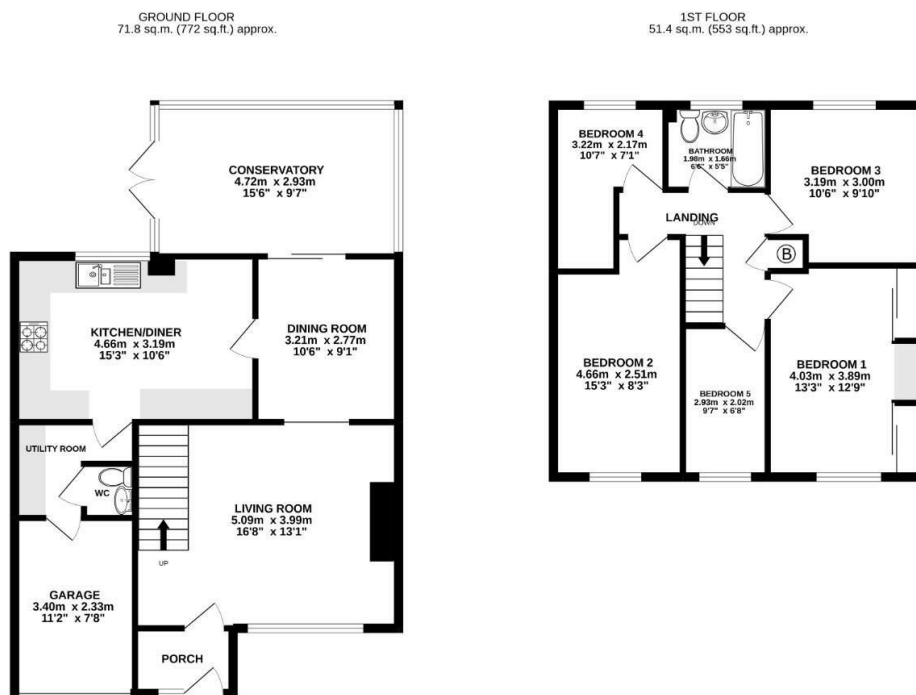 GROUND FLOOR
71.8 sq.m. (772 sq.ft.) approx.
CONSERVATORY
4.72m x 2.93m
15'6" x 9'7"
KITCHEN/DINER
4.66m x 3.19m
15'3" x 10'6"
DINING ROOM
3.21m x 2.77m
10'6" x 9'1"
UTILITY ROOM
WC
LIVING ROOM
5.09m x 3.99m
16'8" x 13'1"
UP
GARAGE
3.40m x 2.33m
11'2" x 7'8"
PORCH
1ST FLOOR
51.4 sq.m. (553 sq.ft.) approx.
BEDROOM 4
3.22m x 2.17m
10'7" x 7'1"
BATHROOM
1.98m x 1.66m
6'6" x 5'5"
BEDROOM 3
3.19m x 3.00m
10'6" x 9'10"
LANDING
DOWN
B
BEDROOM 2
4.66m x 2.51m
15'3" x 8'3"
BEDROOM 5
2.93m x 2.02m
9'7" x 6'8"
BEDROOM 1
4.03m x 3.89m
13'3" x 12'9"